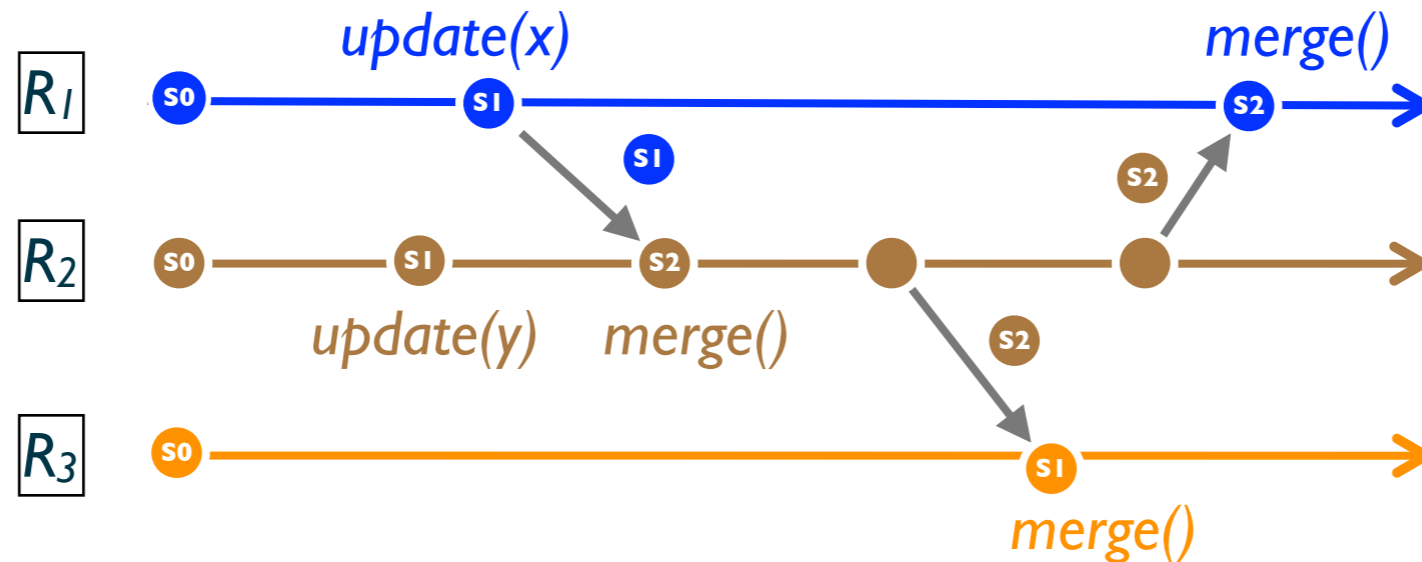 update(x) merge()
R1 S0 S1 S2
S1 S2
R2 S0 S1 S2
update(y) merge() S2
R3 S0 S1
merge()